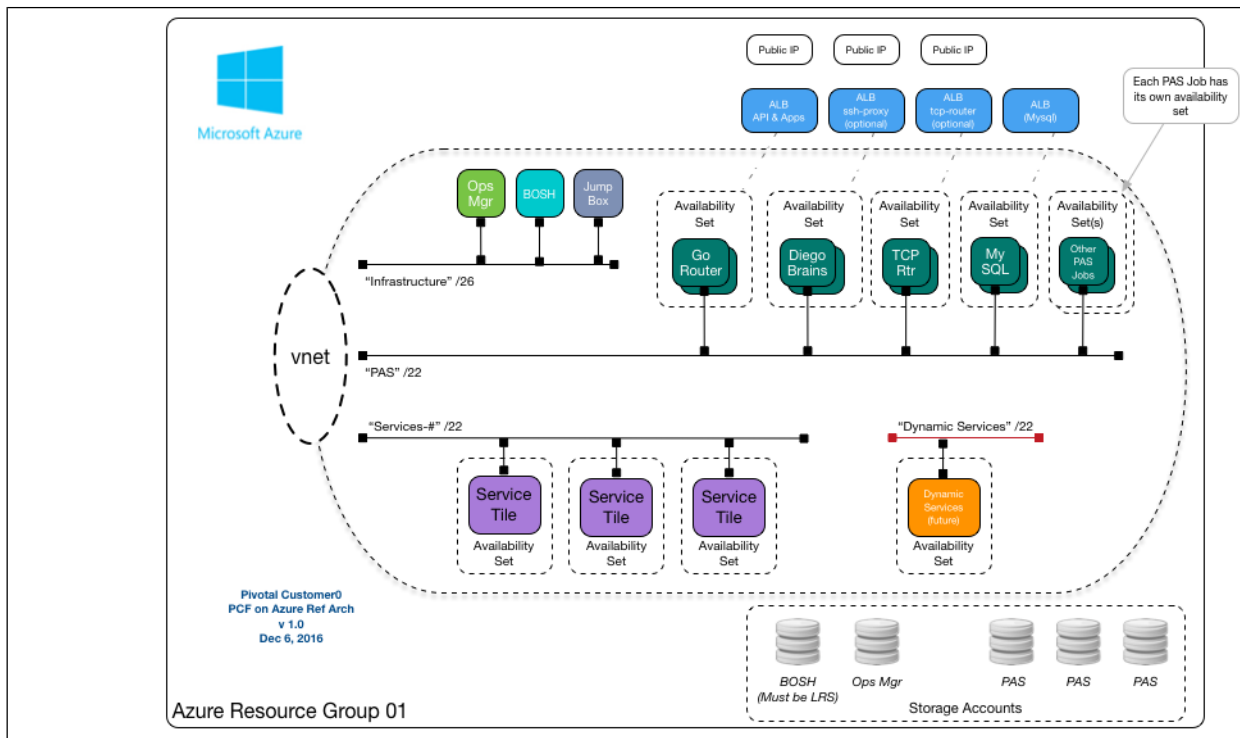 Microsoft Azure
Public IP
Public IP
Public IP
ALB
API & Apps
ALB
ssh-proxy
(optional)
ALB
tcp-router
(optional)
ALB
(Mysql)
Each PAS Job has
its own availability
set
Ops
Mgr
BOSH
Jump
Box
"Infrastructure" /26
Availability
Set
Go
Router
Availability
Set
Diego
Brains
Availability
Set
TCP
Rtr
Availability
Set
My
SQL
Availability
Set(s)
Other
PAS
Jobs
vnet
"PAS" /22
"Services-#" /22
"Dynamic Services" /22
Service
Tile
Availability
Set
Service
Tile
Availability
Set
Service
Tile
Availability
Set
Dynamic
Services
(future)
Availability
Set
Pivotal Customer0
PCF on Azure Ref Arch
v 1.0
Dec 6, 2016
BOSH
(Must be LRS)
Ops Mgr
PAS
PAS
PAS
Storage Accounts
Azure Resource Group 01